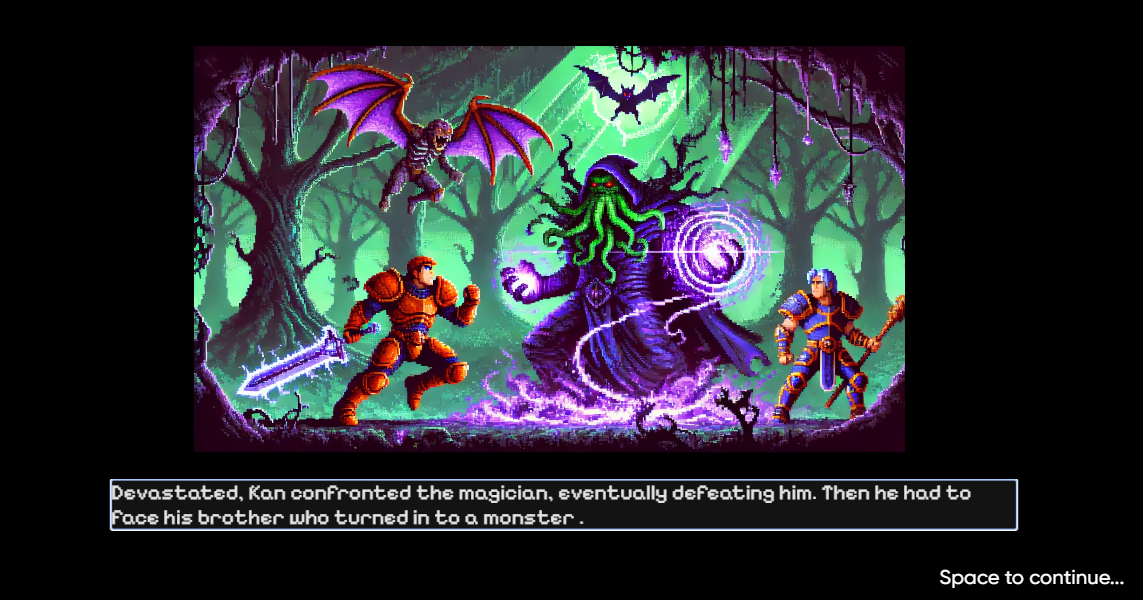 Devastated, Kan confronted the magician, eventually defeating him. Then he had to
face his brother who turned in to a monster .
Space to continue...